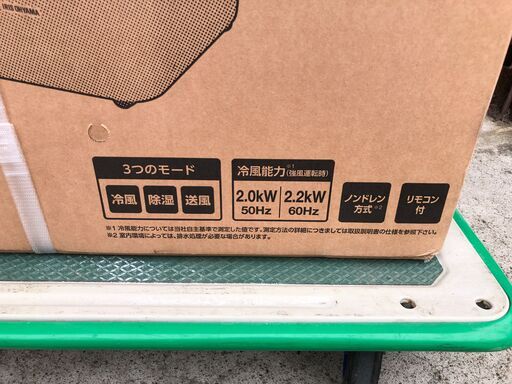 IRIS OHYAMA
3つのモード
冷風 除湿 送風
冷風能力※1
(強風運転時)
2.0kW
50Hz
2.2kW
60Hz
ノンドレン
方式※2
リモコン
付
※1 冷風能力については当社自主基準で測定した値です。測定方法の詳細につきましては取扱説明書の仕様を参照下さい。
※2 室内環境によっては、排水処理が必要な場合があります。